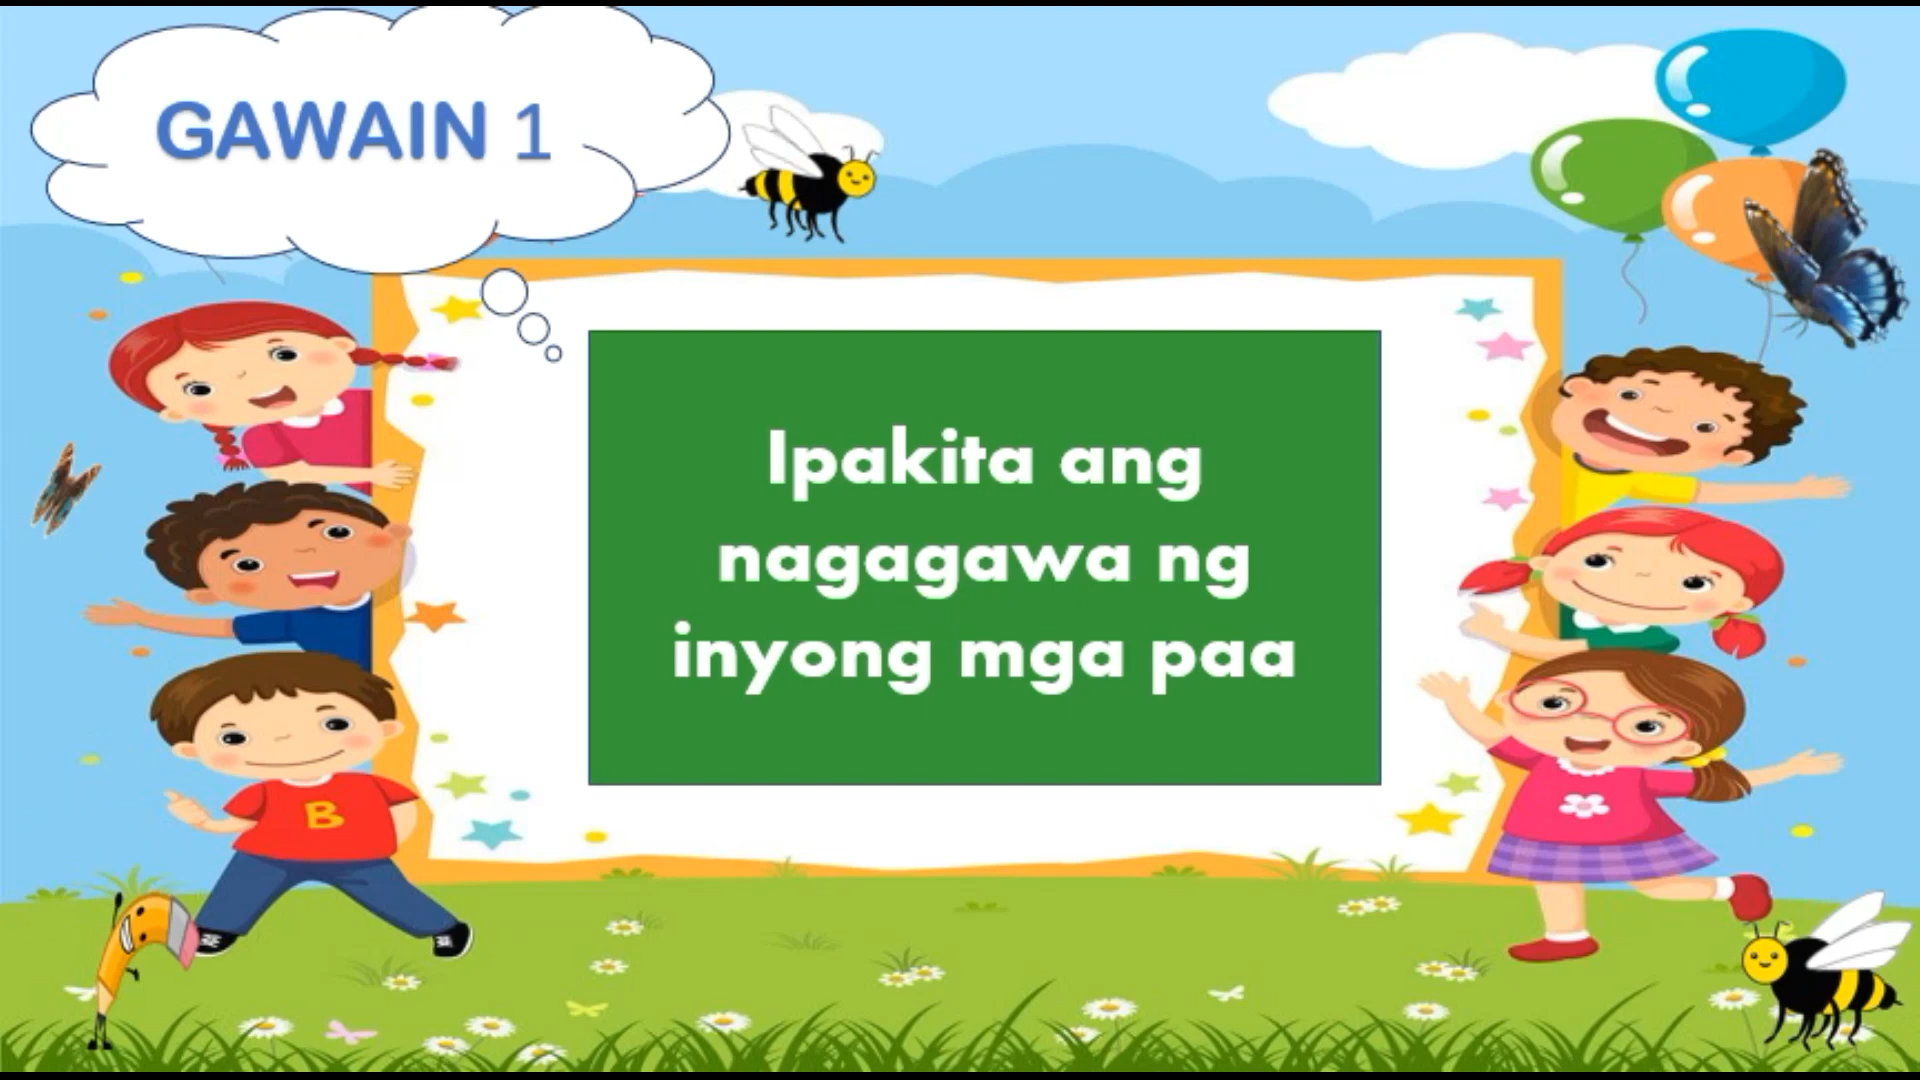 GAWAIN 1
Ipakita ang
nagagawa ng
inyong mga paa
B